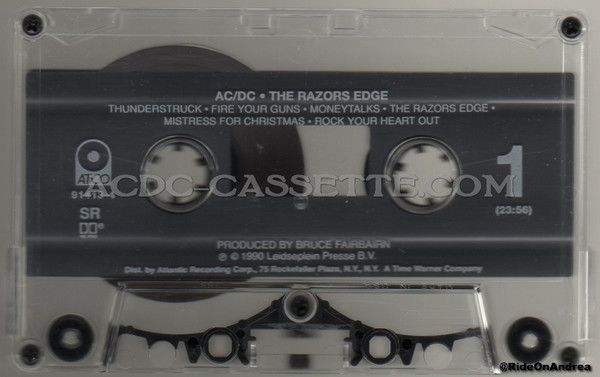 AC/DC • THE RAZORS EDGE
THUNDERSTRUCK • FIRE YOUR GUNS • MONEYTALKS • THE RAZORS EDGE •
MISTRESS FOR CHRISTMAS • ROCK YOUR HEART OUT
ATCO
1
ACDC-CASSETTE.COM
91413-4
SR
(23:56)
PRODUCED BY BRUCE FAIRBAIRN
℗ © 1990 Leidseplein Presse B.V.
Dist. by Atlantic Recording Corp., 75 Rockefeller Plaza, N.Y., N.Y. A Time Warner Company
@RideOnAndrea